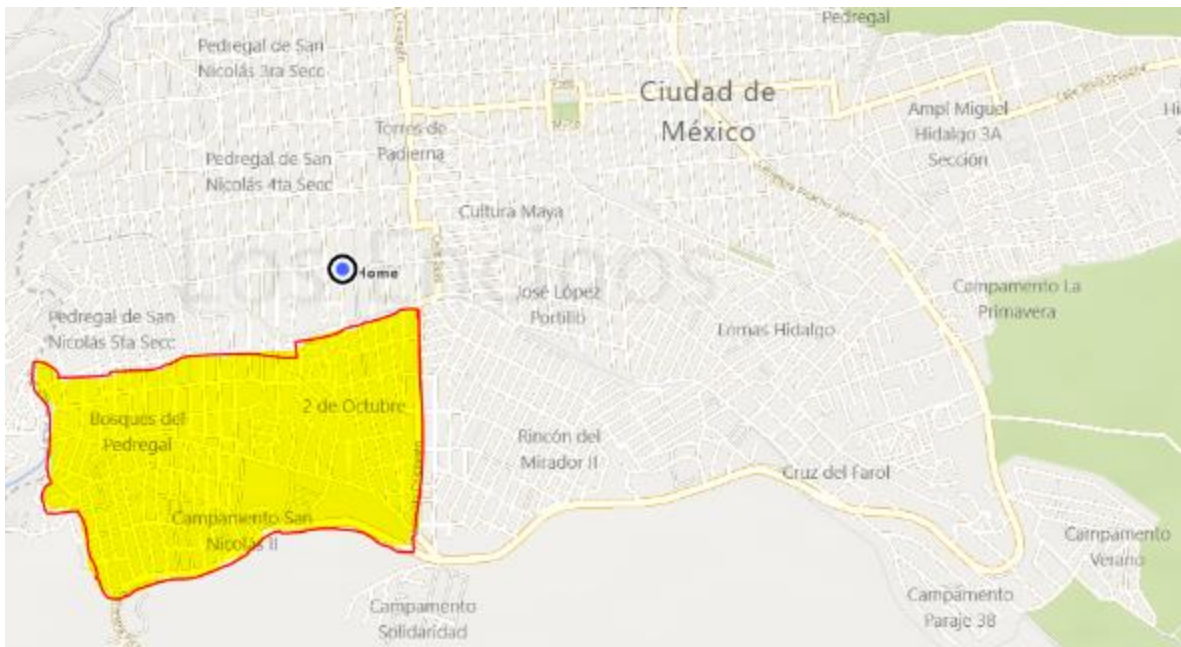 Pedregal
Pedregal de San
Nicolás 3ra Secc
Ciudad de
México
Ampl Miguel
Hidalgo 3A
Sección
Torres de
Padierna
Pedregal de San
Nicolás 4ta Secc
Cultura Maya
Home
José López
Portillo
Campamento La
Primavera
Pedregal de San
Nicolás 5ta Secc
Lomas Hidalgo
Bosques del
Pedregal
2 de Octubre
Rincón del
Mirador II
Cruz del Farol
Campamento San
Nicolás II
Campamento
Verano
Campamento
Solidaridad
Campamento
Paraje 38